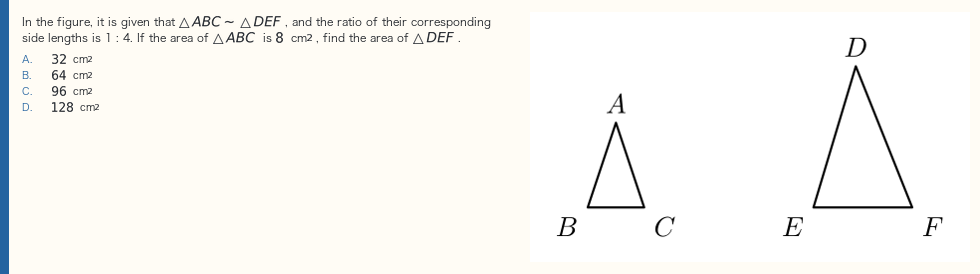 In the figure, it is given that △ABC ~ △DEF , and the ratio of their corresponding
side lengths is 1 : 4. If the area of △ABC is 8 cm2 , find the area of △DEF .
A. 32 cm2
B. 64 cm2
C. 96 cm2
D. 128 cm2
D
A
B C E F